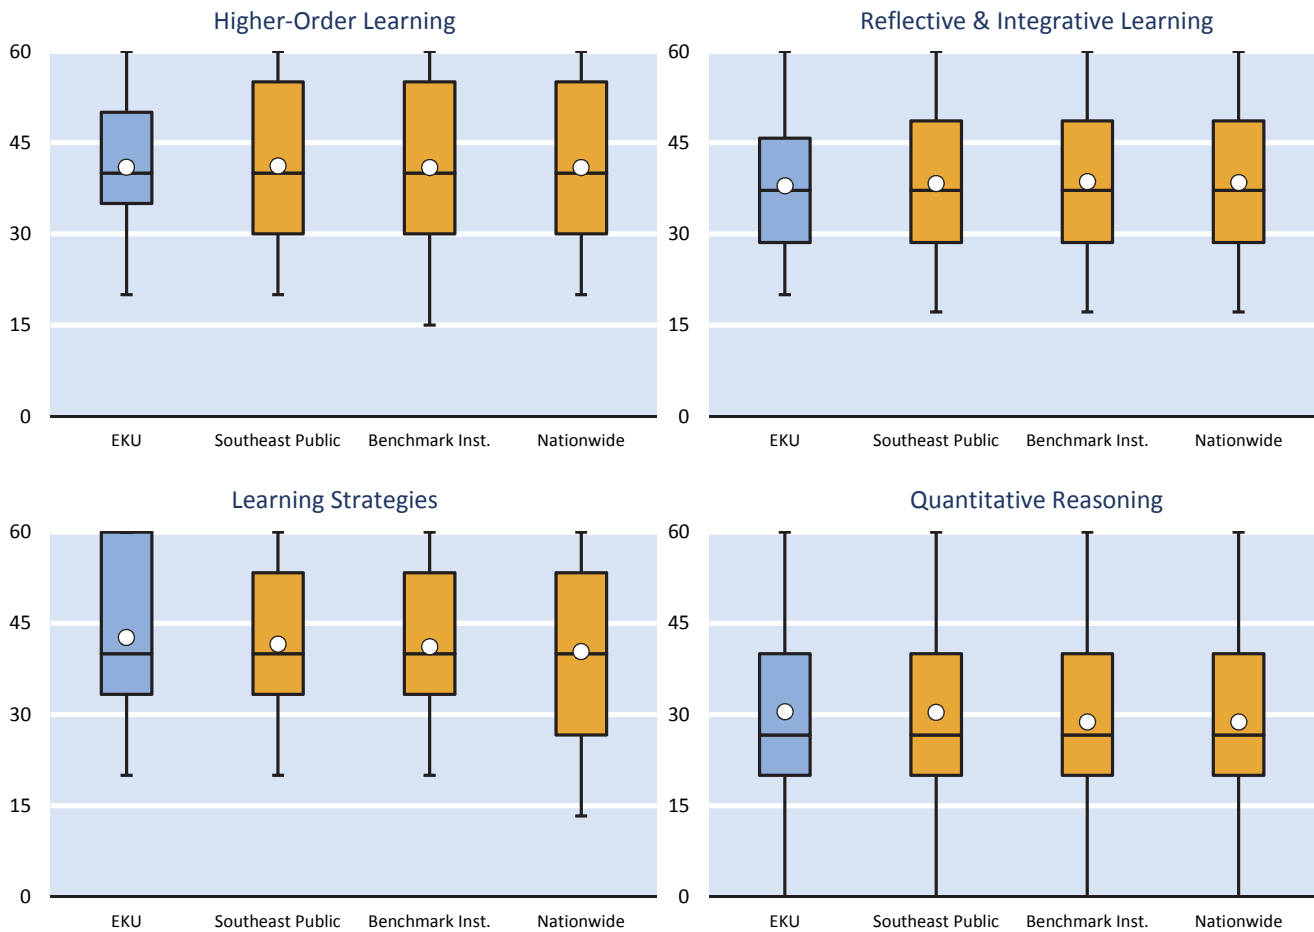 Higher-Order Learning
60
45
30
15
0
EKU Southeast Public Benchmark Inst. Nationwide
Reflective & Integrative Learning
60
45
30
15
0
EKU Southeast Public Benchmark Inst. Nationwide
Learning Strategies
60
45
30
15
0
EKU Southeast Public Benchmark Inst. Nationwide
Quantitative Reasoning
60
45
30
15
0
EKU Southeast Public Benchmark Inst. Nationwide